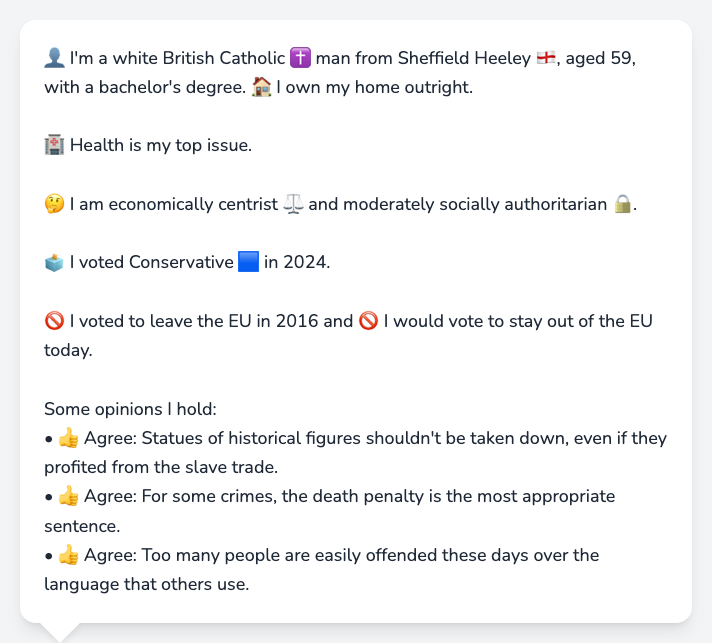 👤 I'm a white British Catholic ✝️ man from Sheffield Heeley 🏴󠁧󠁢󠁥󠁮󠁧󠁿, aged 59,
with a bachelor's degree. 🏠 I own my home outright.
🏥 Health is my top issue.
🤔 I am economically centrist ⚖️ and moderately socially authoritarian 🔒.
🗳️ I voted Conservative 🟦 in 2024.
🚫 I voted to leave the EU in 2016 and 🚫 I would vote to stay out of the EU
today.
Some opinions I hold:
• 👍 Agree: Statues of historical figures shouldn't be taken down, even if they
profited from the slave trade.
• 👍 Agree: For some crimes, the death penalty is the most appropriate
sentence.
• 👍 Agree: Too many people are easily offended these days over the
language that others use.